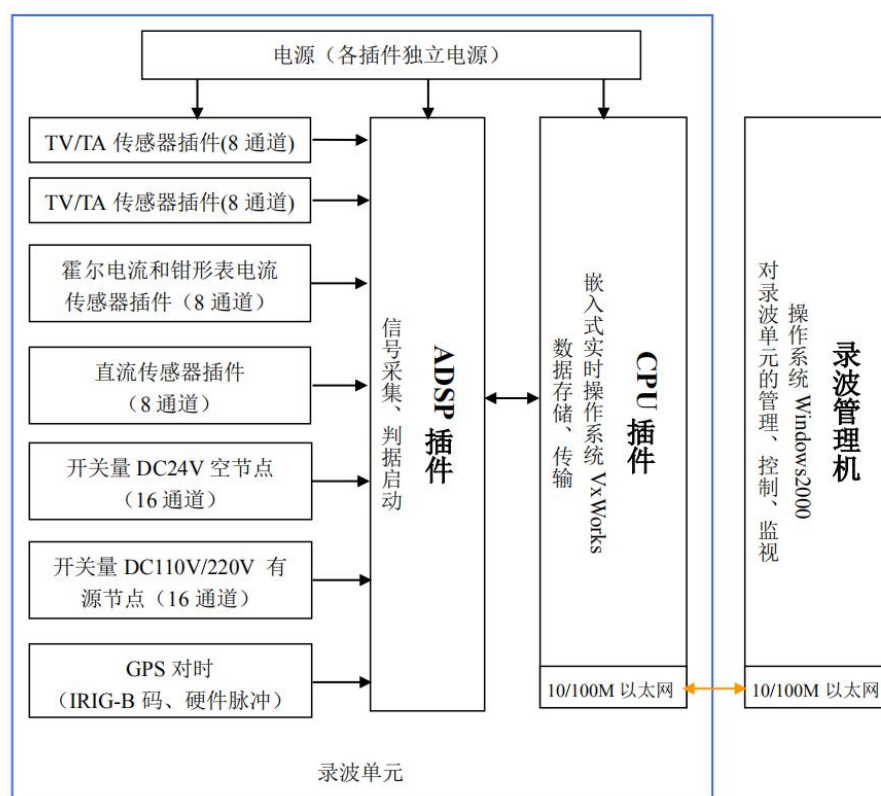 电源（各插件独立电源）
TV/TA 传感器插件(8 通道)
TV/TA 传感器插件(8 通道)
霍尔电流和钳形表电流
传感器插件（8 通道）
直流传感器插件
（8 通道）
开关量 DC24V 空节点
（16 通道）
开关量 DC110V/220V 有
源节点（16 通道）
GPS 对时
（IRIG-B 码、硬件脉冲）
ADSP 插件
信号采集、判据启动
CPU 插件
嵌入式实时操作系统 VxWorks
数据存储、传输
10/100M 以太网
录波管理机
操作系统 Windows2000
对录波单元的管理、控制、监视
10/100M 以太网
录波单元